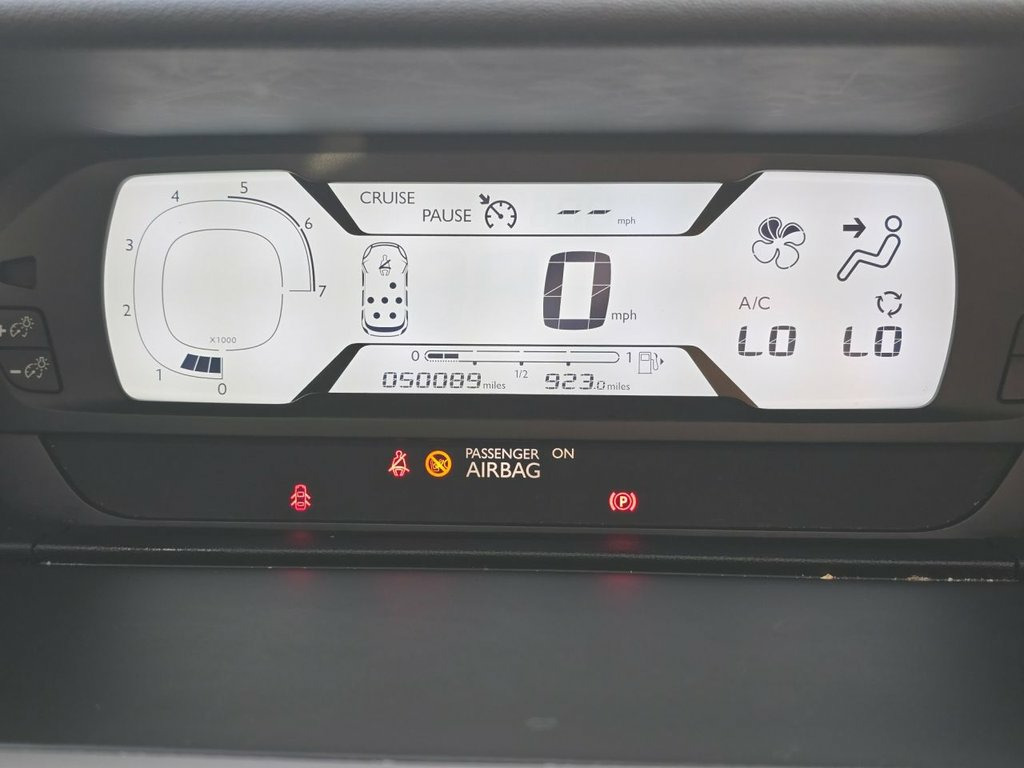 CRUISE
PAUSE
-- mph
0 mph
4
5
6
3
7
2
X1000
1
0
A/C
LO LO
0 1/2 1
050089 miles 923.0 miles
PASSENGER ON
AIRBAG
P